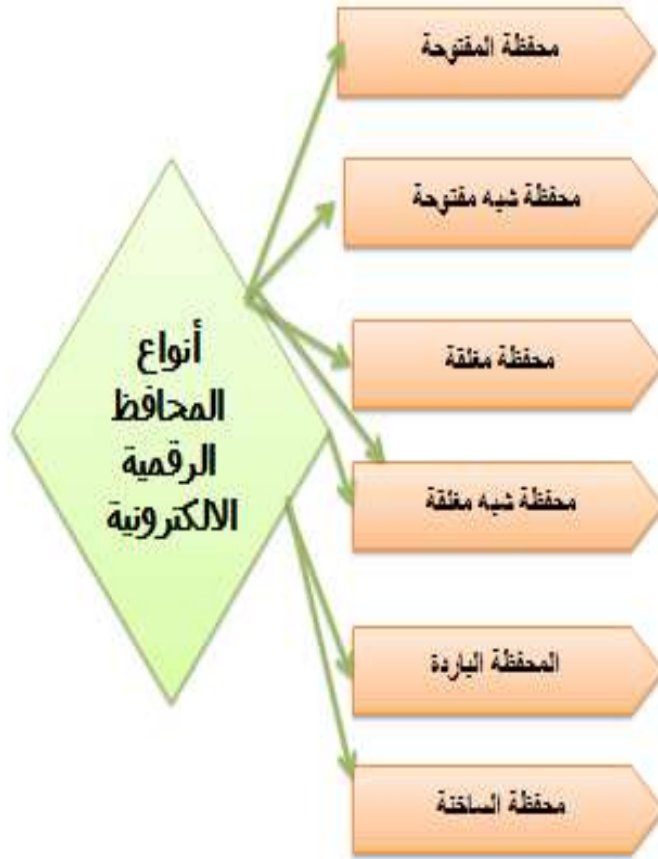 محفظة المفتوحة
محفظة شبه مفتوحة
أنواع
المحافظ
الرقمية
الالكترونية
محفظة مغلقة
محفظة شبه مغلقة
المحفظة الباردة
محفظة الساخنة